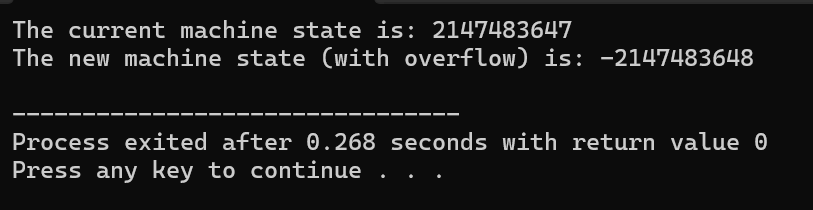 The current machine state is: 2147483647
The new machine state (with overflow) is: -2147483648
--------------------------------
Process exited after 0.268 seconds with return value 0
Press any key to continue . . .